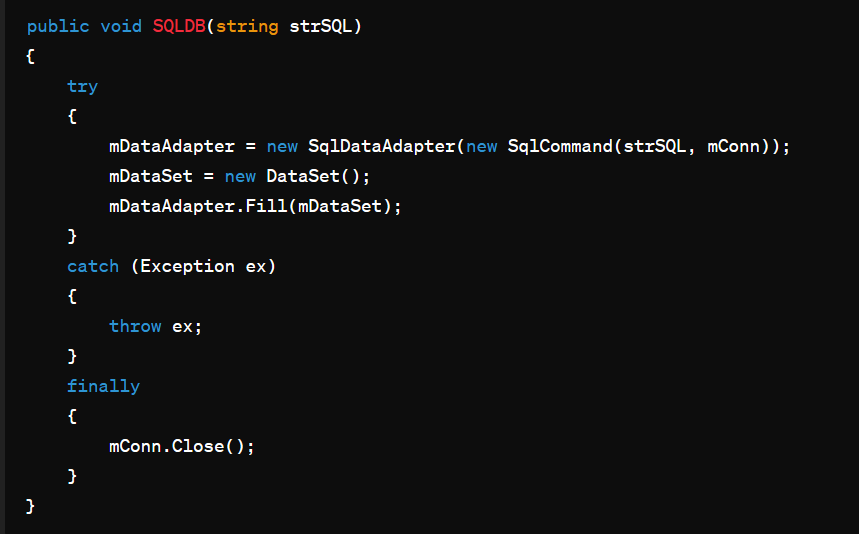 public void SQLDB(string strSQL)
{
try
{
mDataAdapter = new SqlDataAdapter(new SqlCommand(strSQL, mConn));
mDataSet = new DataSet();
mDataAdapter.Fill(mDataSet);
}
catch (Exception ex)
{
throw ex;
}
finally
{
mConn.Close();
}
}